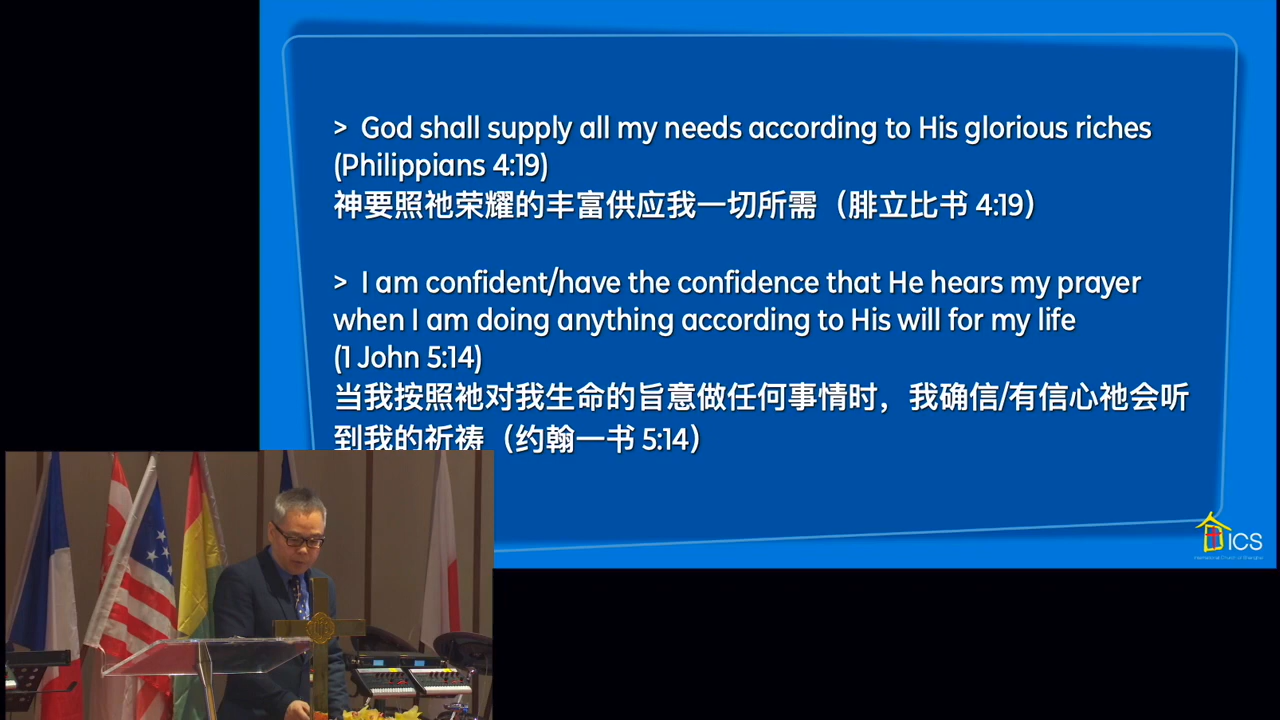 > God shall supply all my needs according to His glorious riches
(Philippians 4:19)
神要照祂荣耀的丰富供应我一切所需（腓立比书 4:19）
> I am confident/have the confidence that He hears my prayer
when I am doing anything according to His will for my life
(1 John 5:14)
当我按照祂对我生命的旨意做任何事情时，我确信/有信心祂会听
到我的祈祷（约翰一书 5:14）
ICS
International Church of Shanghai